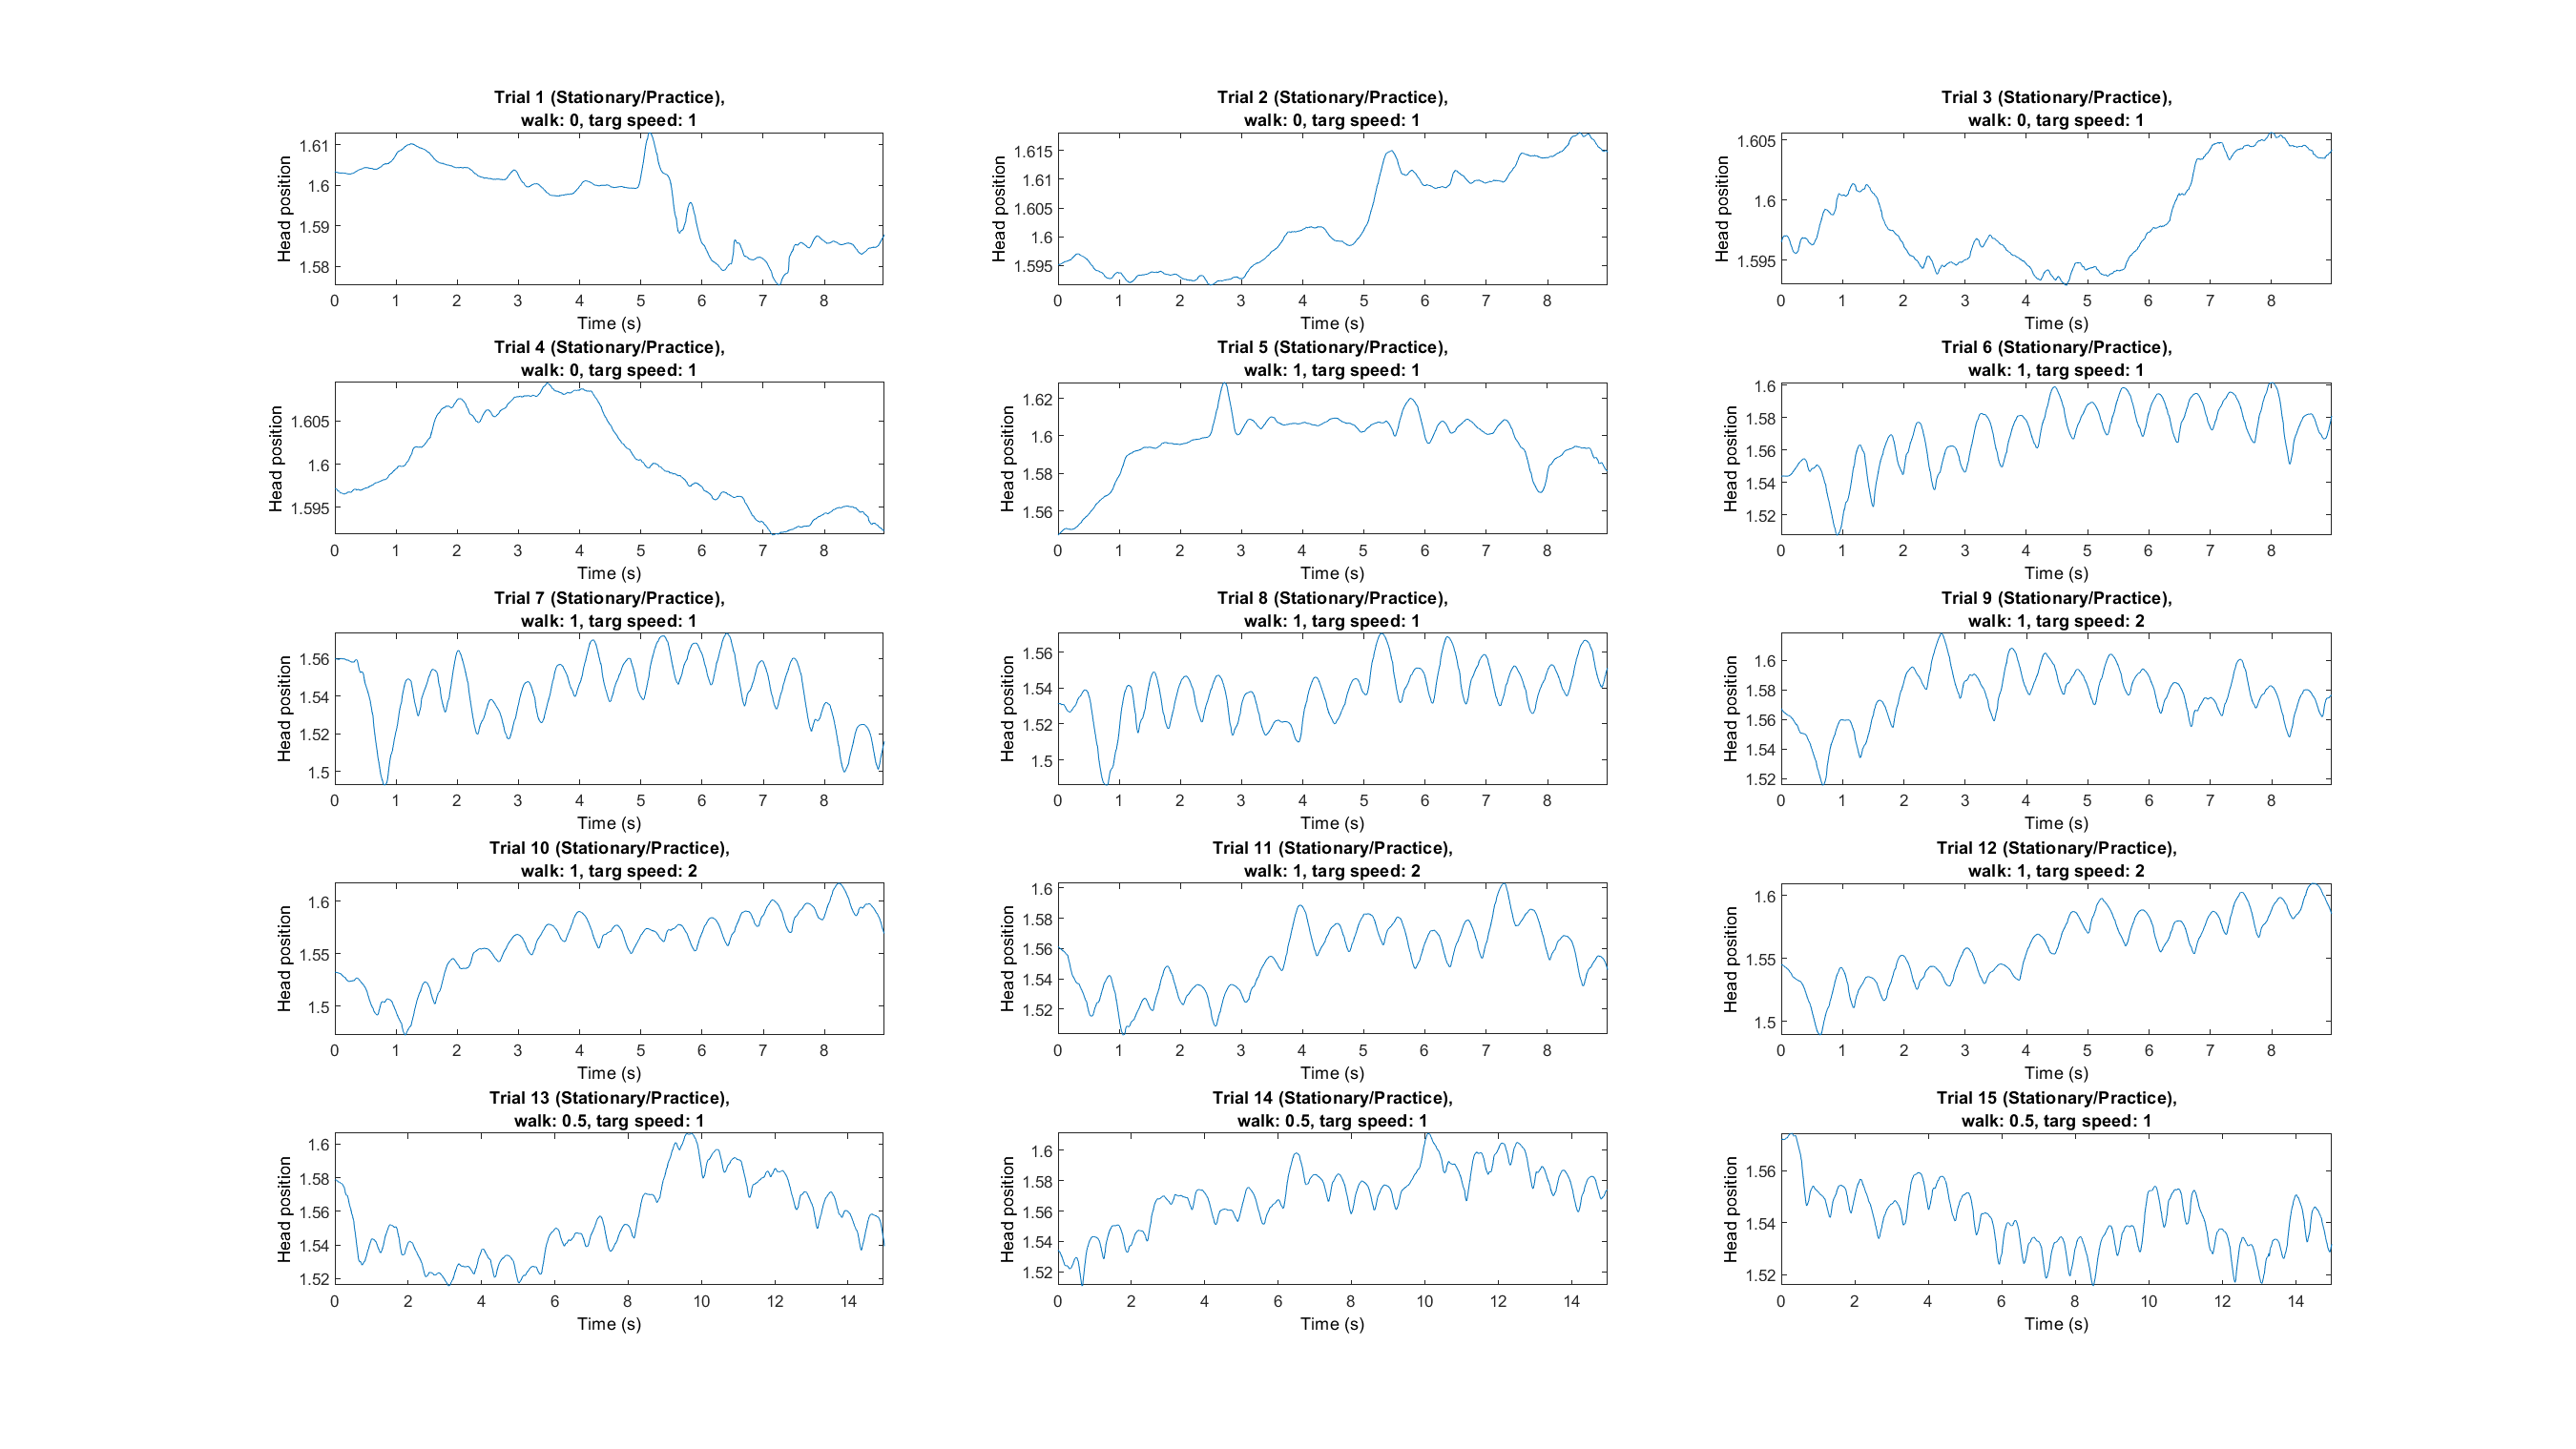 Trial 1 (Stationary/Practice),
walk: 0, targ speed: 1
Head position
1.61
1.6
1.59
1.58
0 1 2 3 4 5 6 7 8
Time (s)
Trial 2 (Stationary/Practice),
walk: 0, targ speed: 1
Head position
1.615
1.61
1.605
1.6
1.595
0 1 2 3 4 5 6 7 8
Time (s)
Trial 3 (Stationary/Practice),
walk: 0, targ speed: 1
Head position
1.605
1.6
1.595
0 1 2 3 4 5 6 7 8
Time (s)
Trial 4 (Stationary/Practice),
walk: 0, targ speed: 1
Head position
1.605
1.6
1.595
0 1 2 3 4 5 6 7 8
Time (s)
Trial 5 (Stationary/Practice),
walk: 1, targ speed: 1
Head position
1.62
1.6
1.58
1.56
0 1 2 3 4 5 6 7 8
Time (s)
Trial 6 (Stationary/Practice),
walk: 1, targ speed: 1
Head position
1.6
1.58
1.56
1.54
1.52
0 1 2 3 4 5 6 7 8
Time (s)
Trial 7 (Stationary/Practice),
walk: 1, targ speed: 1
Head position
1.56
1.54
1.52
1.5
0 1 2 3 4 5 6 7 8
Time (s)
Trial 8 (Stationary/Practice),
walk: 1, targ speed: 1
Head position
1.56
1.54
1.52
1.5
0 1 2 3 4 5 6 7 8
Time (s)
Trial 9 (Stationary/Practice),
walk: 1, targ speed: 2
Head position
1.6
1.58
1.56
1.54
1.52
0 1 2 3 4 5 6 7 8
Time (s)
Trial 10 (Stationary/Practice),
walk: 1, targ speed: 2
Head position
1.6
1.55
1.5
0 1 2 3 4 5 6 7 8
Time (s)
Trial 11 (Stationary/Practice),
walk: 1, targ speed: 2
Head position
1.6
1.58
1.56
1.54
1.52
0 1 2 3 4 5 6 7 8
Time (s)
Trial 12 (Stationary/Practice),
walk: 1, targ speed: 2
Head position
1.6
1.55
1.5
0 1 2 3 4 5 6 7 8
Time (s)
Trial 13 (Stationary/Practice),
walk: 0.5, targ speed: 1
Head position
1.6
1.58
1.56
1.54
1.52
0 2 4 6 8 10 12 14
Time (s)
Trial 14 (Stationary/Practice),
walk: 0.5, targ speed: 1
Head position
1.6
1.58
1.56
1.54
1.52
0 2 4 6 8 10 12 14
Time (s)
Trial 15 (Stationary/Practice),
walk: 0.5, targ speed: 1
Head position
1.56
1.54
1.52
0 2 4 6 8 10 12 14
Time (s)